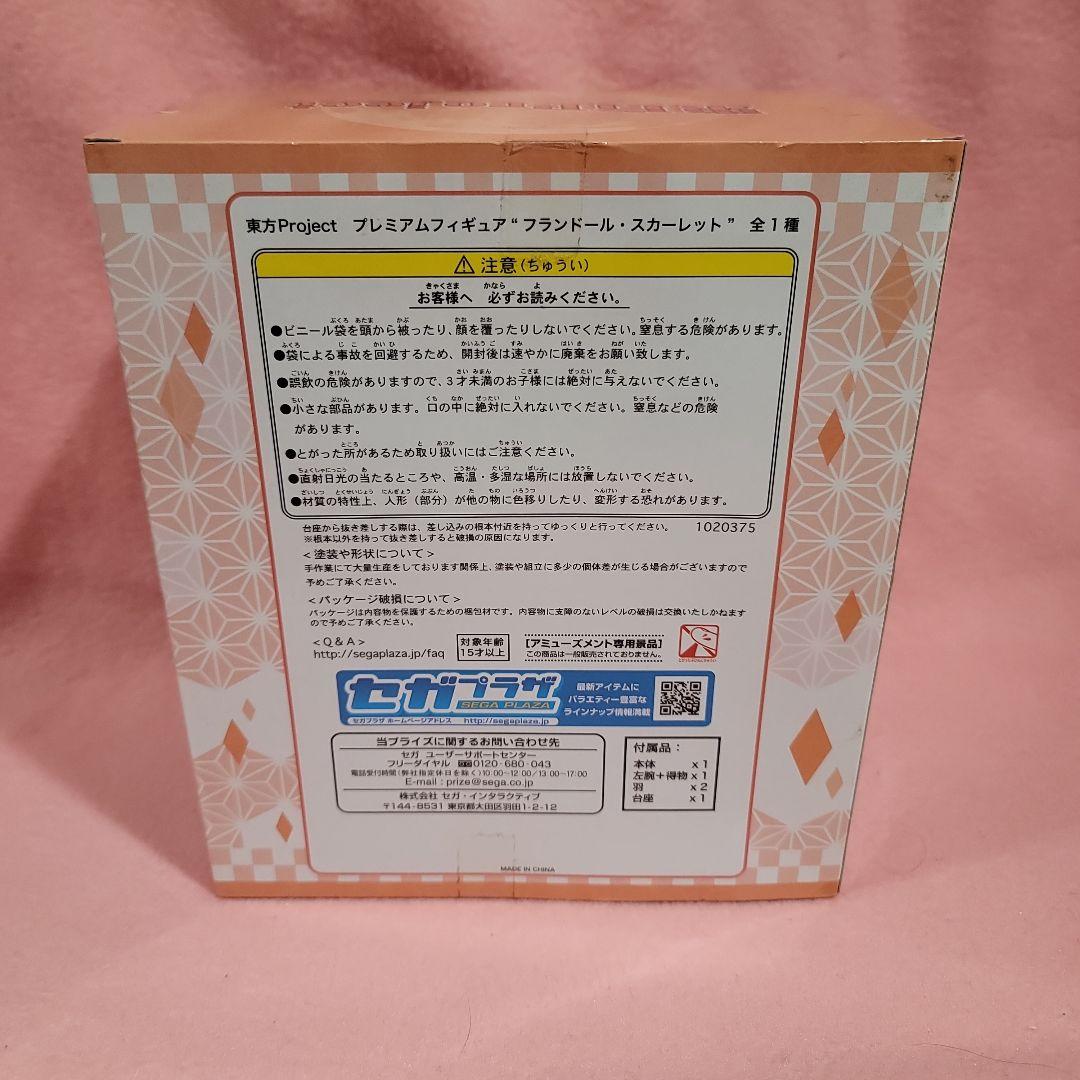 東方Project プレミアムフィギュア“フランドール・スカーレット” 全1種
⚠ 注意(ちゅうい)
お客様へ 必ずお読みください。
●ビニール袋を頭から被ったり、顔を覆ったりしないでください。窒息する危険があります。
●袋による事故を回避するため、開封後は速やかに廃棄をお願い致します。
●誤飲の危険がありますので、3才未満のお子様には絶対に与えないでください。
●小さな部品があります。口の中に絶対に入れないでください。窒息などの危険
があります。
●とがった所があるため取り扱いにはご注意ください。
●直射日光の当たるところや、高温・多湿な場所には放置しないでください。
●材質の特性上、人形(部分)が他の物に色移りしたり、変形する恐れがあります。
台座から抜き差しする際は、差し込みの根本付近を持ってゆっくりと行ってください。 1020375
※根本以外を持って抜き差しすると破損の原因になります。
<塗装や形状について>
手作業にて大量生産をしております関係上、塗装や組立に多少の個体差が生じる場合がございますので
予めご了承ください。
<パッケージ破損について>
パッケージは内容物を保護するための梱包材です。内容物に支障のないレベルの破損は交換いたしかねます
ので予めご了承ください。
<Q&A>
http://segaplaza.jp/faq
対象年齢
15才以上
[アミューズメント専用景品]
この商品は一般販売されておりません。
セガプラザ
SEGA PLAZA
セガプラザ ホームページアドレス http://segaplaza.jp
最新アイテムに
バラエティー豊富な
ラインナップ情報満載
当プライズに関するお問い合わせ先
セガ ユーザーサポートセンター
フリーダイヤル 0120-680-043
電話受付時間(弊社指定休日を除く)10:00~12:00/13:00~17:00
E-mail:prize@sega.co.jp
株式会社 セガ・インタラクティブ
〒144-8531 東京都大田区羽田1-2-12
付属品:
本体 x1
左腕+得物 x1
羽 x2
台座 x1
MADE IN CHINA